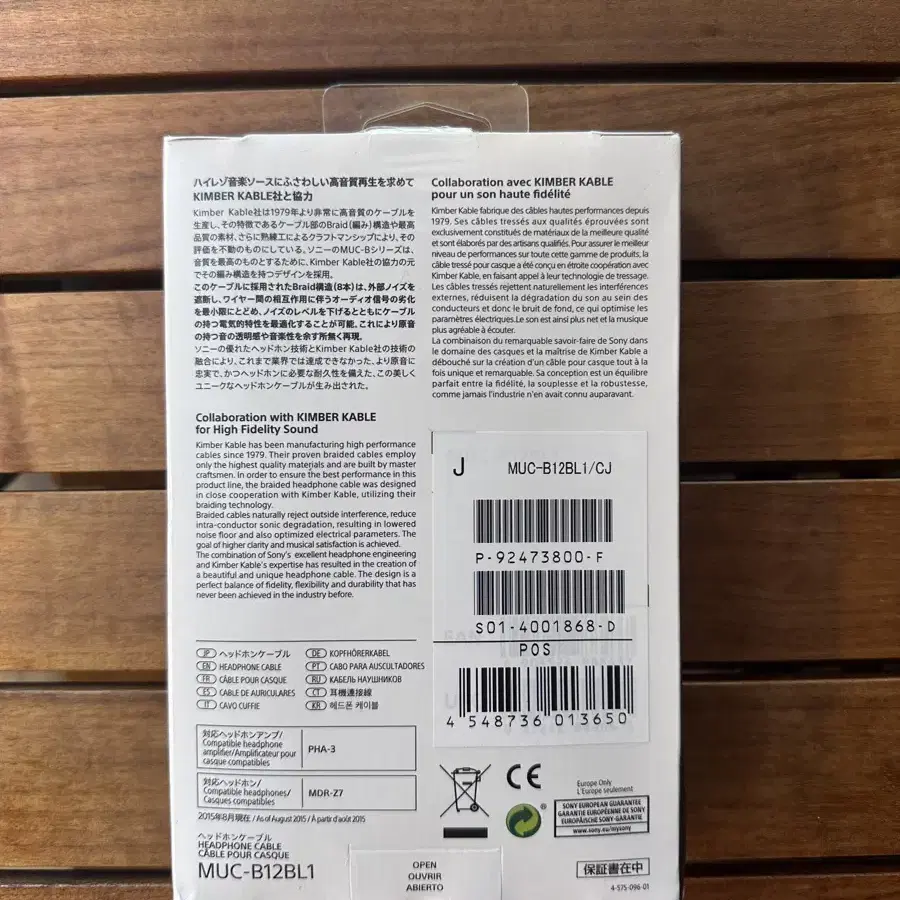 ハイレゾ音楽ソースにふさわしい高音質再生を求めて
KIMBER KABLE社と協力
Kimber Kable社は1979年より非常に高音質のケーブルを
生産し、その特徴であるケーブル部のBraid（編み）構造や最高
品質の素材、さらに熟練工によるクラフトマンシップにより、その
評価を不動のものにしている。ソニーのMUC-Bシリーズは、
音質を最高のものとするために、Kimber Kable社の協力の元
でその編み構造を持つデザインを採用。
このケーブルに採用されたBraid構造（8本）は、外部ノイズを
遮断し、ワイヤー間の相互作用に伴うオーディオ信号の劣化
を最小限にとどめ、ノイズのレベルを下げるとともにケーブル
の持つ電気的特性を最適化することが可能。これにより原音
の持つ音の透明感や音楽性を余す所無く再現。
ソニーの優れたヘッドホン技術とKimber Kable社の技術の
融合により、これまで業界では達成できなかった、より原音に
忠実で、かつヘッドホンに必要な耐久性を備えた、この美しく
ユニークなヘッドホンケーブルが生み出された。
Collaboration with KIMBER KABLE
for High Fidelity Sound
Kimber Kable has been manufacturing high performance
cables since 1979. Their proven braided cables employ
only the highest quality materials and are built by master
craftsmen. In order to ensure the best performance in this
product line, the braided headphone cable was designed
in close cooperation with Kimber Kable, utilizing their
braiding technology.
Braided cables naturally reject outside interference, reduce
intra-conductor sonic degradation, resulting in lowered
noise floor and also optimized electrical parameters. The
goal of higher clarity and musical satisfaction is achieved.
The combination of Sony's excellent headphone engineering
and Kimber Kable's expertise has resulted in the creation of
a beautiful and unique headphone cable. The design is a
perfect balance of fidelity, flexibility and durability that has
never been achieved in the industry before.
Collaboration avec KIMBER KABLE
pour un son haute fidélité
Kimber Kable fabrique des câbles hautes performances depuis
1979. Ses câbles tressés aux qualités éprouvées sont
exclusivement constitués de matériaux de la meilleure qualité
et sont élaborés par des artisans qualifiés. Pour assurer le meilleur
niveau de performances sur toute cette gamme de produits, la
câble tressé pour casque a été conçu en étroite coopération avec
Kimber Kable, en faisant appel à leur technologie de tressage.
Les câbles tressés rejettent naturellement les interférences
externes, réduisent la dégradation du son au sein des
conducteurs et donc le bruit de fond, ce qui optimise les
paramètres électriques. Le son est ainsi plus net et la musique
plus agréable à écouter.
La combinaison du remarquable savoir-faire de Sony dans
le domaine des casques et la maîtrise de Kimber Kable a
débouché sur la création d'un câble pour casque tout à la
fois unique et remarquable. Sa conception est un équilibre
parfait entre la fidélité, la souplesse et la robustesse,
comme jamais l'industrie n'en avait connu auparavant.
J MUC-B12BL1/CJ
P-92473800-F
S01-4001868-D
POS
4 548736 013650
JP ヘッドホンケーブル
EN HEADPHONE CABLE
FR CÂBLE POUR CASQUE
ES CABLE DE AURICULARES
IT CAVO CUFFIE
DE KOPFHÖRERKABEL
PT CABO PARA AUSCULTADORES
RU КАБЕЛЬ НАУШНИКОВ
CT 耳機連接線
KR 헤드폰 케이블
対応ヘッドホンアンプ/
Compatible headphone
amplifier/Amplificateur pour
casque compatibles
PHA-3
対応ヘッドホン/
Compatible headphones/
Casques compatibles
MDR-Z7
2015年8月現在 / As of August 2015 / À partir d'août 2015
ヘッドホンケーブル
HEADPHONE CABLE
CÂBLE POUR CASQUE
MUC-B12BL1
OPEN
OUVRIR
ABIERTO
CE
Europe Only
L'Europe seulement
SONY EUROPEAN GUARANTEE
GARANTIE EUROPÉENNE DE SONY
EUROPÄISCHE SONY-GARANTIE
www.sony.eu/mysony
保証書在中
4-575-096-01